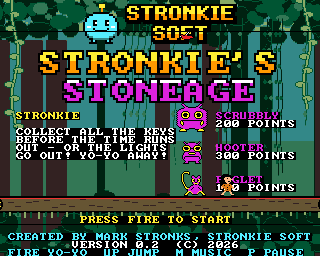 STRONKIE
SOFT
STRONKIE'S
STONEAGE
STRONKIE
COLLECT ALL THE KEYS
BEFORE THE TIME RUNS
OUT - OR THE LIGHTS
GO OUT! YO-YO AWAY!
SCRUBBLY
200 POINTS
HOOTER
300 POINTS
POINTS
PRESS FIRE TO START
CREATED BY MARK STRONKS, STRONKIE SOFT
VERSION 0.2 (C) 2026
FIRE YO-YO UP JUMP M MUSIC P PAUSE